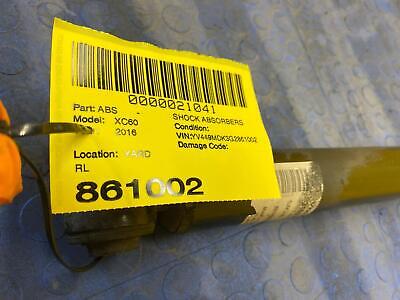 0000021041
Part: ABS -
SHOCK ABSORBERS
Model: XC60
Condition:
2016
VIN:YV449MDK3G2861002
Damage Code:
Location: YARD
RL
861002